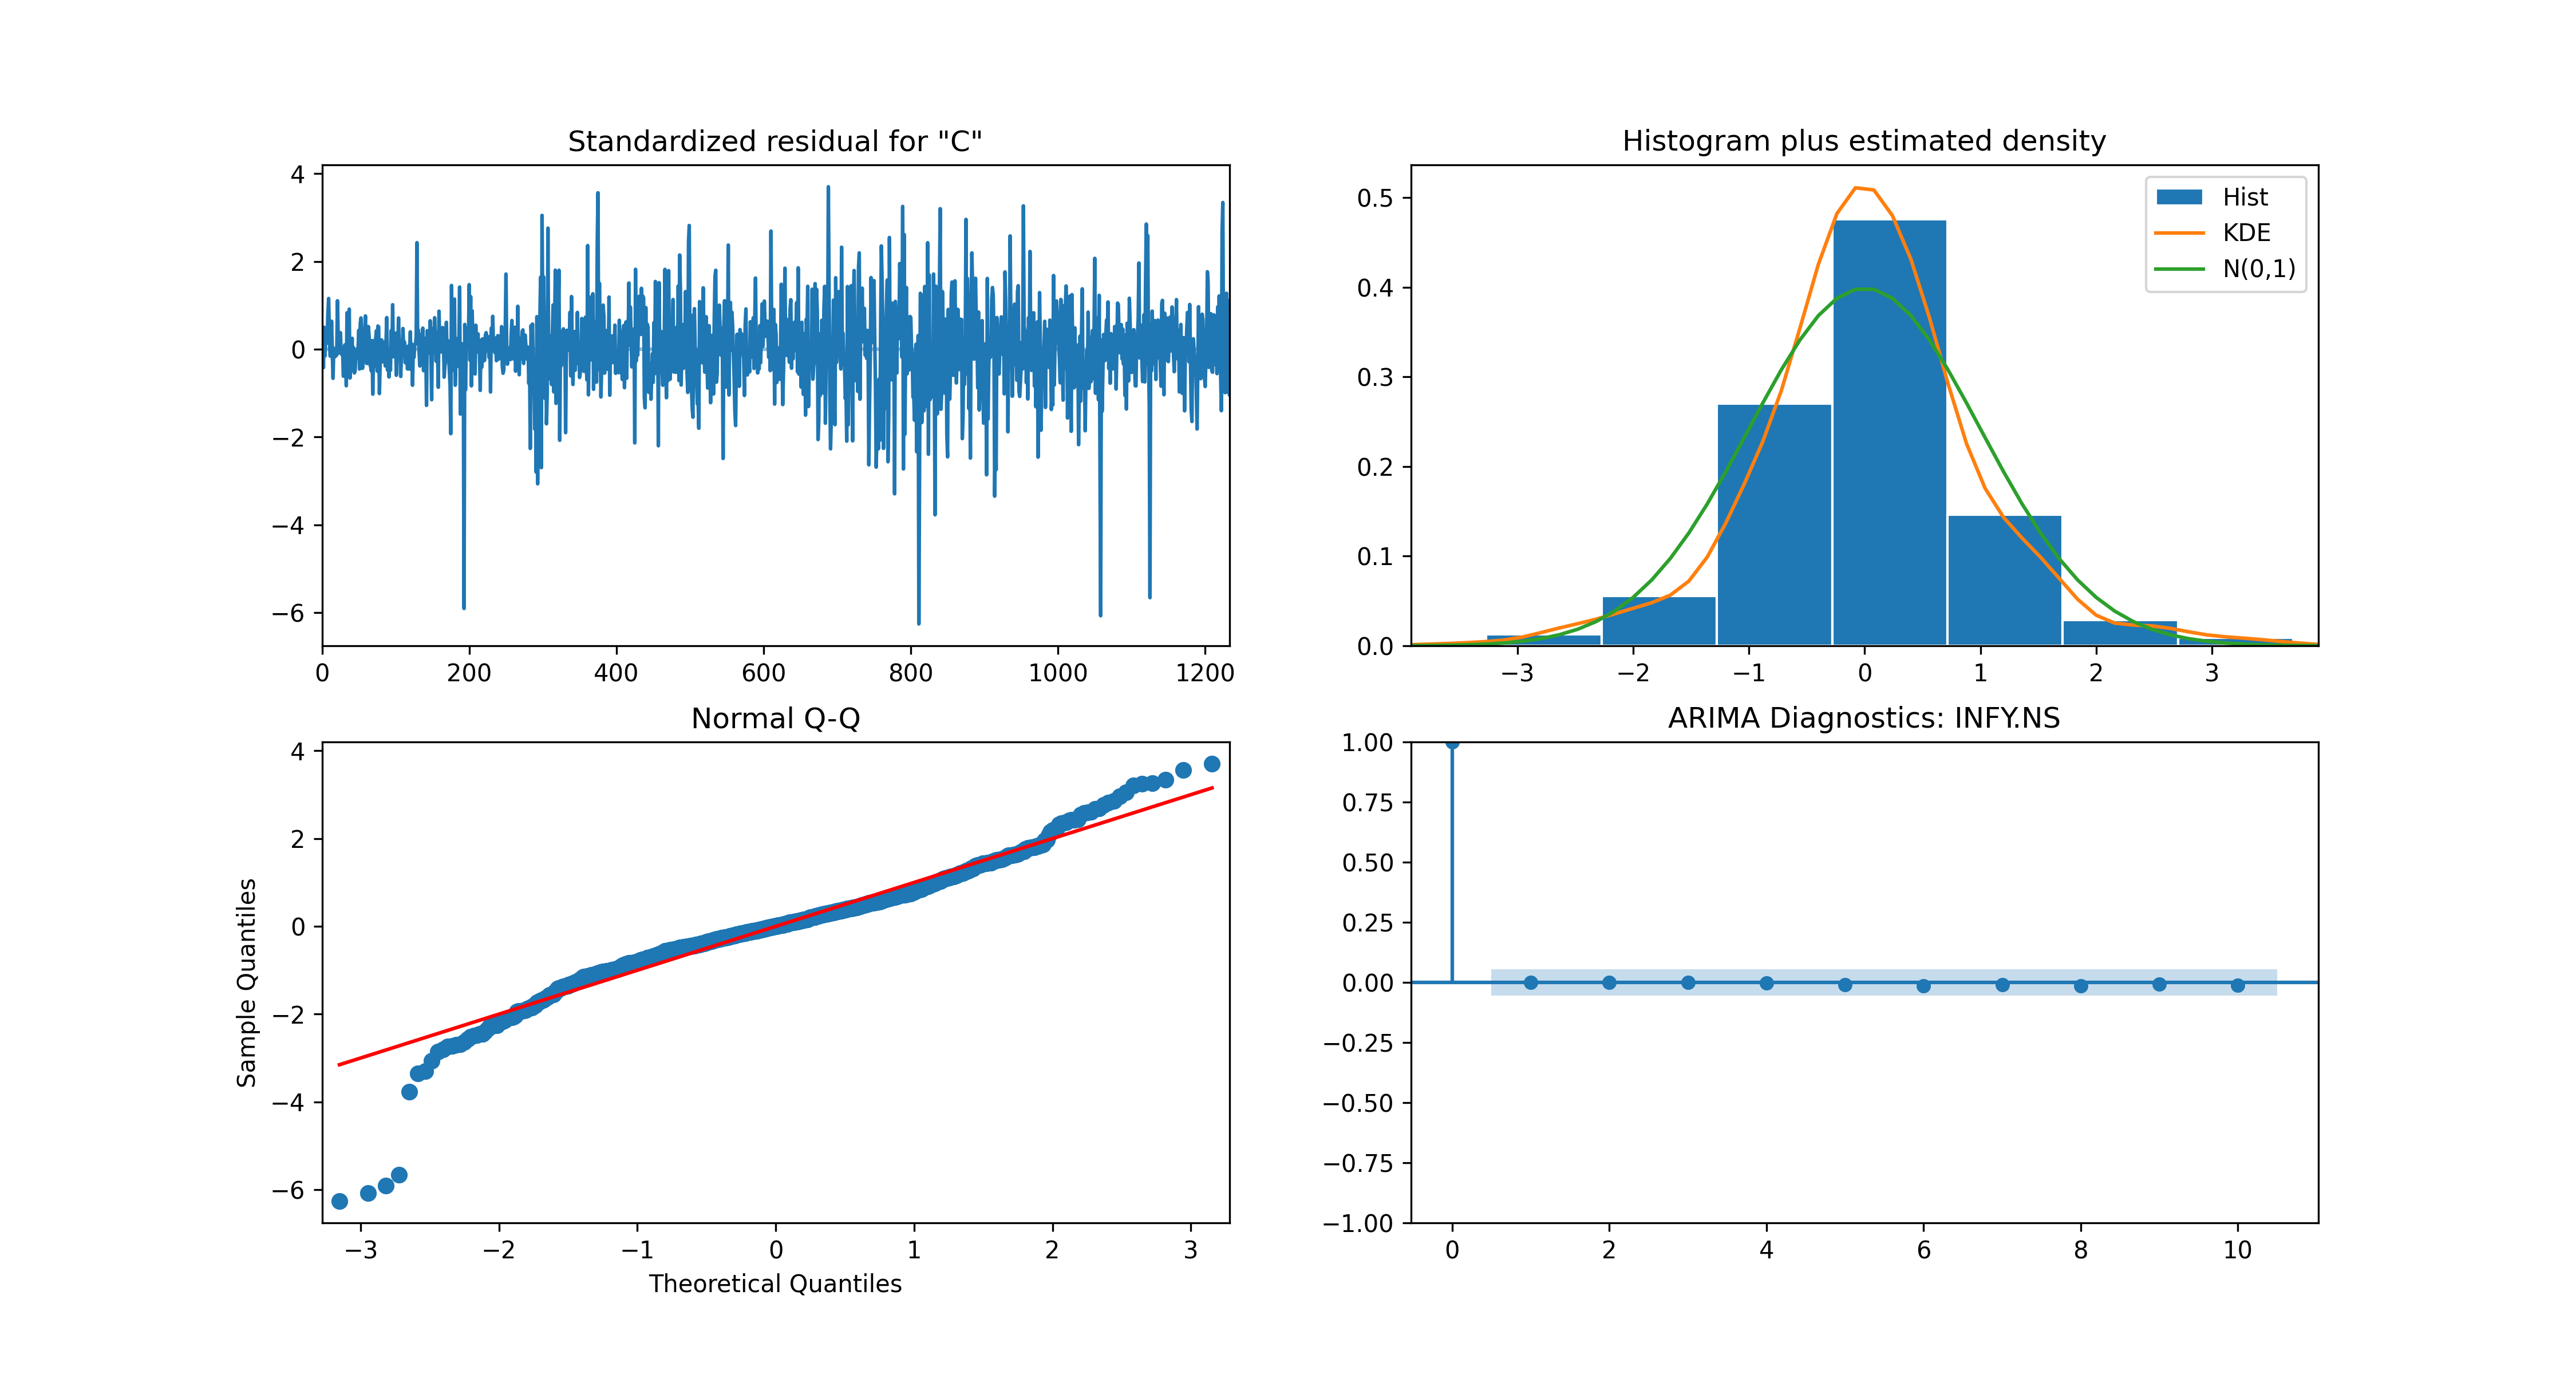 Standardized residual for "C"
4
2
0
−2
−4
−6
0 200 400 600 800 1000 1200
Histogram plus estimated density
0.5
0.4
0.3
0.2
0.1
0.0
−3 −2 −1 0 1 2 3
Hist
KDE
N(0,1)
Normal Q-Q
Sample Quantiles
4
2
0
−2
−4
−6
−3 −2 −1 0 1 2 3
Theoretical Quantiles
ARIMA Diagnostics: INFY.NS
1.00
0.75
0.50
0.25
0.00
−0.25
−0.50
−0.75
−1.00
0 2 4 6 8 10